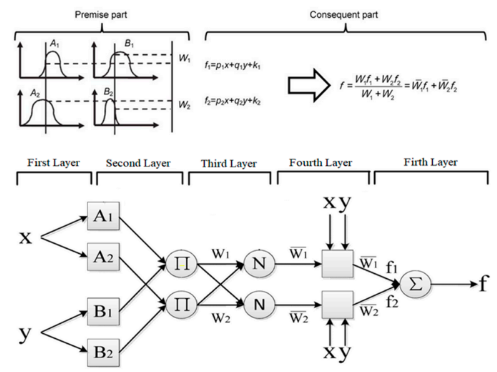 Premise part Consequent part
A₁ B₁ W₁
f₁=p₁x+q₁y+k₁
f = W₁f₁ + W₂f₂ / W₁ + W₂ = W̅₁f₁ + W̅₂f₂
A₂ B₂ W₂
f₂=p₂x+q₂y+k₂
First Layer Second Layer Third Layer Fourth Layer Firth Layer
x y
A₁
x A₂ Π W₁ N W̅₁ W̅₁ f₁
Σ f
y B₁ Π W₂ N W̅₂ W̅₂ f₂
B₂
x y